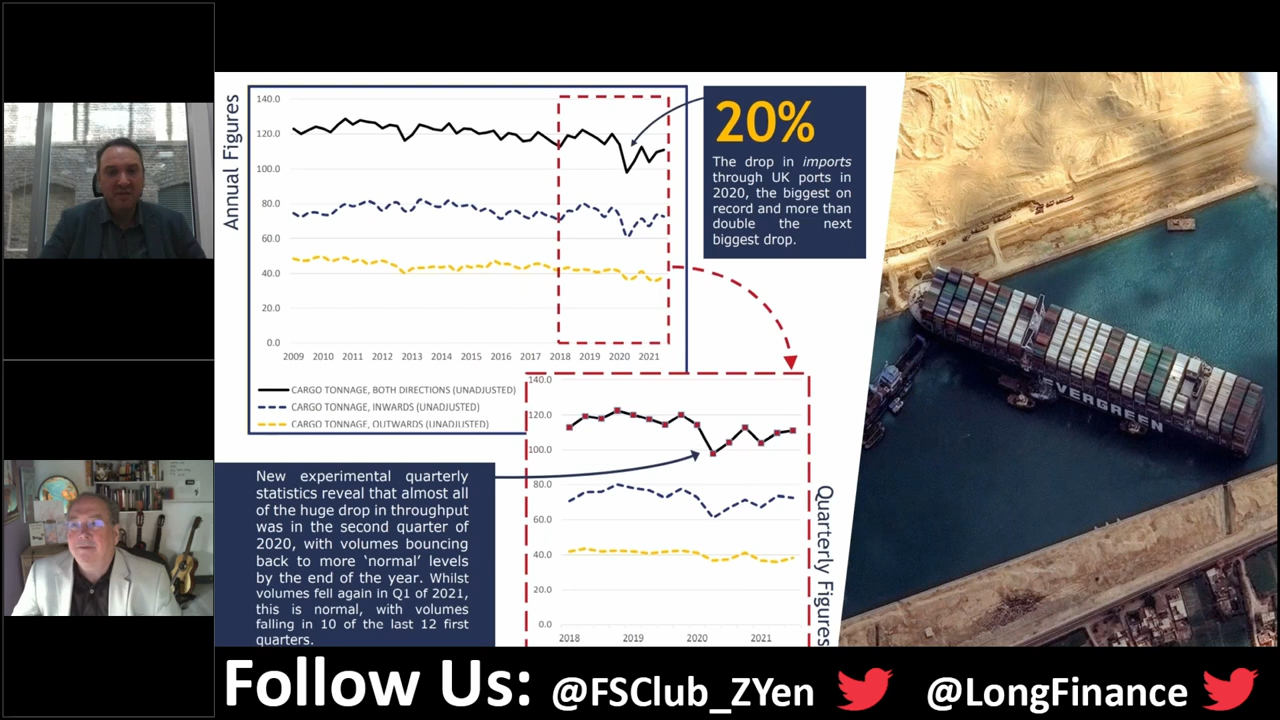 Annual Figures
140.0
120.0
100.0
80.0
60.0
40.0
20.0
0.0
2009 2010 2011 2012 2013 2014 2015 2016 2017 2018 2019 2020 2021
CARGO TONNAGE, BOTH DIRECTIONS (UNADJUSTED)
CARGO TONNAGE, INWARDS (UNADJUSTED)
CARGO TONNAGE, OUTWARDS (UNADJUSTED)
20%
The drop in imports
through UK ports in
2020, the biggest on
record and more than
double the next
biggest drop.
New experimental quarterly
statistics reveal that almost all
of the huge drop in throughput
was in the second quarter of
2020, with volumes bouncing
back to more ‘normal’ levels
by the end of the year. Whilst
volumes fell again in Q1 of 2021,
this is normal, with volumes
falling in 10 of the last 12 first
quarters.
140.0
120.0
100.0
80.0
60.0
40.0
20.0
0.0
2018 2019 2020 2021
Quarterly Figures
EVERGREEN
Follow Us: @FSClub_ZYen @LongFinance